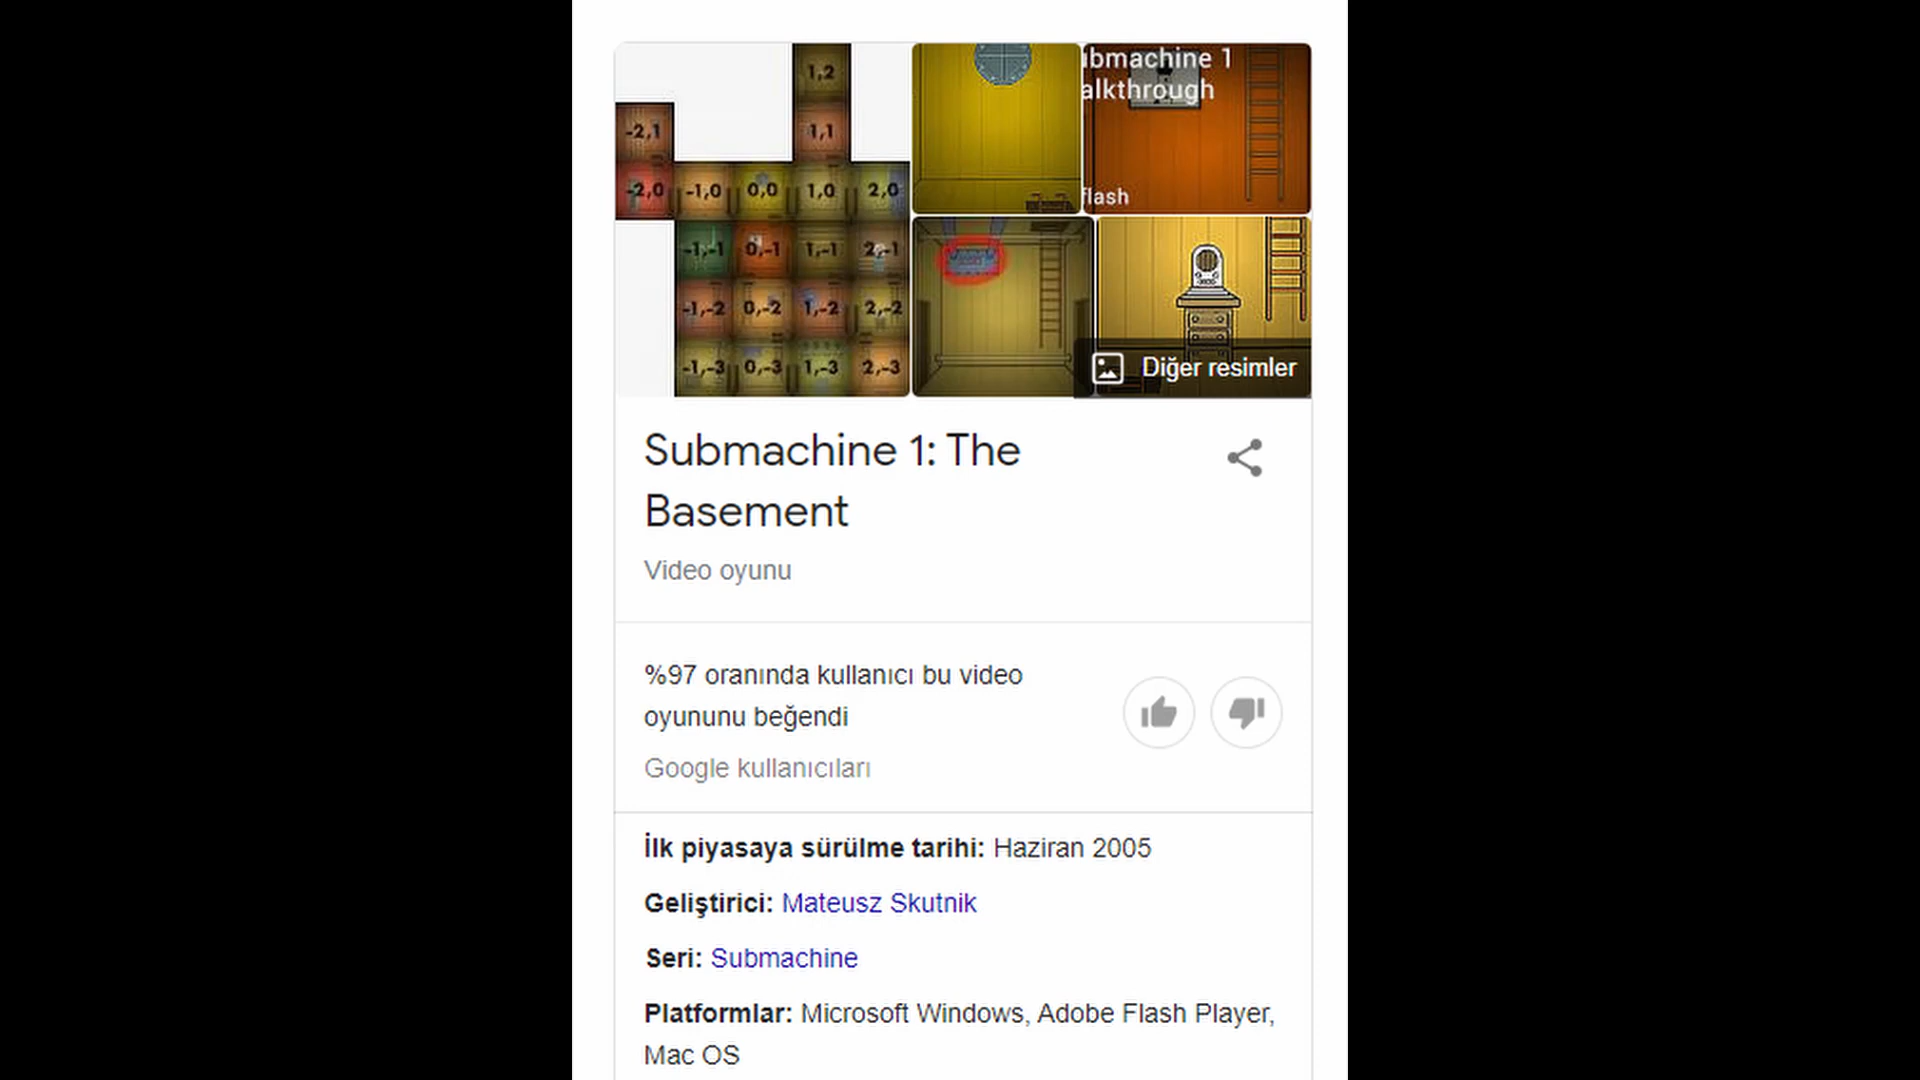 1,2
-2,1
1,1
-2,0 -1,0 0,0 1,0 2,0
-1,-1 0,-1 1,-1 2,-1
-1,-2 0,-2 1,-2 2,-2
-1,-3 0,-3 1,-3 2,-3
ubmachine 1
alkthrough
flash
Diğer resimler
Submachine 1: The
Basement
Video oyunu
%97 oranında kullanıcı bu video
oyununu beğendi
Google kullanıcıları
İlk piyasaya sürülme tarihi: Haziran 2005
Geliştirici: Mateusz Skutnik
Seri: Submachine
Platformlar: Microsoft Windows, Adobe Flash Player,
Mac OS